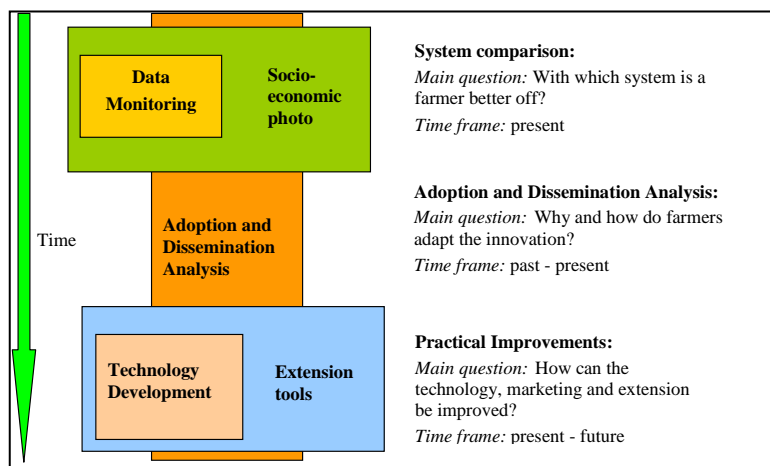 Time
Data
Monitoring
Socio-
economic
photo
Adoption and
Dissemination
Analysis
Technology
Development
Extension
tools
System comparison:
Main question: With which system is a
farmer better off?
Time frame: present
Adoption and Dissemination Analysis:
Main question: Why and how do farmers
adapt the innovation?
Time frame: past - present
Practical Improvements:
Main question: How can the
technology, marketing and extension
be improved?
Time frame: present - future